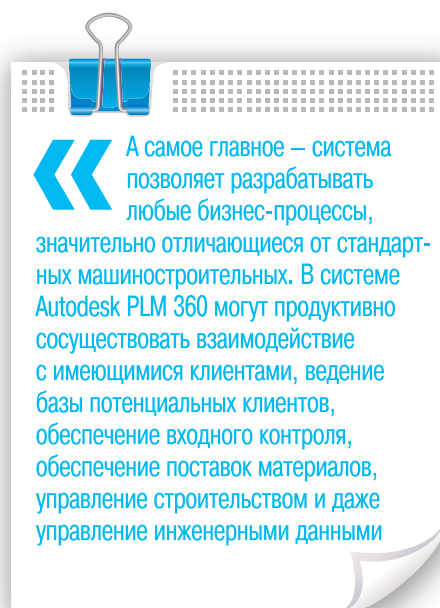 « А самое главное – система
позволяет разрабатывать
любые бизнес-процессы,
значительно отличающиеся от стандарт-
ных машиностроительных. В системе
Autodesk PLM 360 могут продуктивно
сосуществовать взаимодействие
с имеющимися клиентами, ведение
базы потенциальных клиентов,
обеспечение входного контроля,
обеспечение поставок материалов,
управление строительством и даже
управление инженерными данными